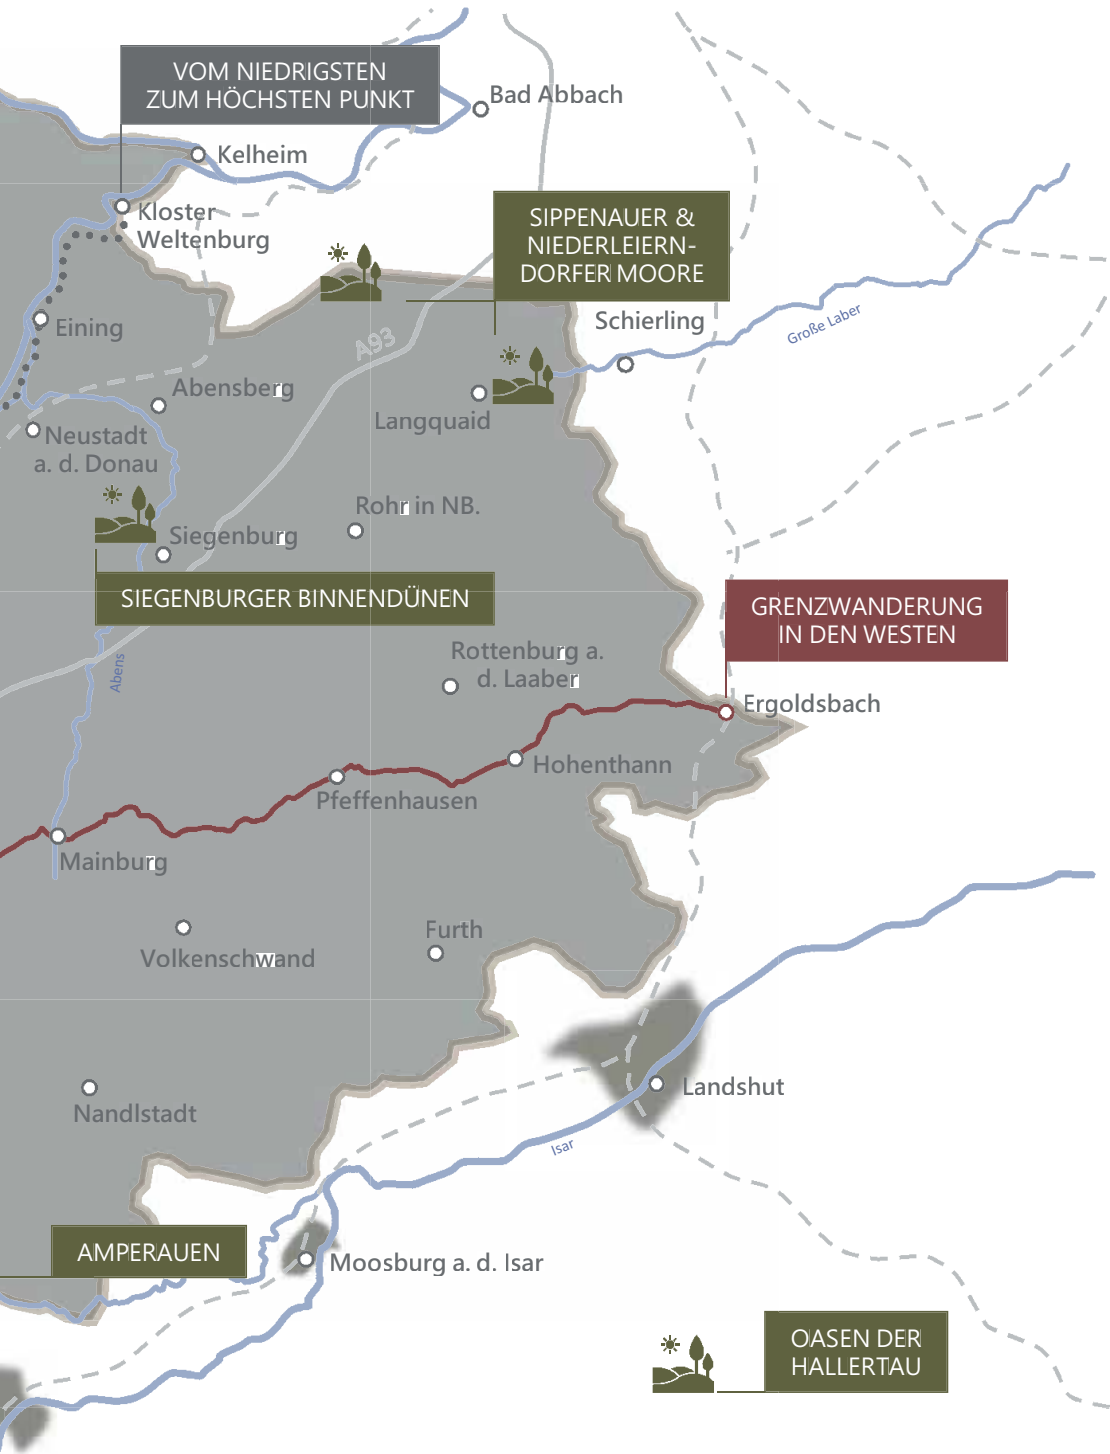 VOM NIEDRIGSTEN
ZUM HÖCHSTEN PUNKT
Bad Abbach
Kelheim
Kloster
Weltenburg
SIPPENAUER &
NIEDERLEIERN-
DORFER MOORE
Schierling
Große Laber
Eining
A93
Abensberg
Langquaid
Neustadt
a. d. Donau
Rohr in NB.
Siegenburg
SIEGENBURGER BINNENDÜNEN
GRENZWANDERUNG
IN DEN WESTEN
Abens
Rottenburg a.
d. Laaber
Ergoldsbach
Hohenthann
Pfeffenhausen
Mainburg
Furth
Volkenschwand
Landshut
Nandlstadt
Isar
AMPERAUEN
Moosburg a. d. Isar
OASEN DER
HALLERTAU